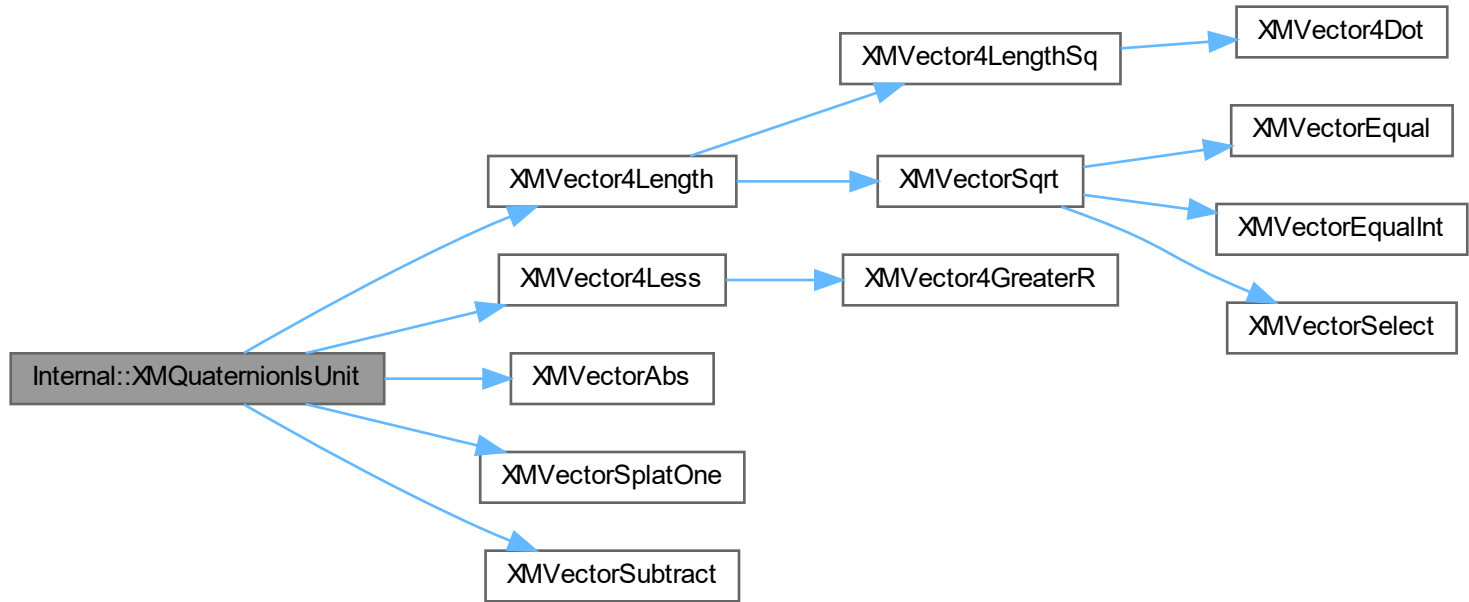 XMVector4Dot
XMVector4LengthSq
XMVectorEqual
XMVector4Length
XMVectorSqrt
XMVectorEqualInt
XMVector4Less
XMVector4GreaterR
XMVectorSelect
Internal::XMQuaternionIsUnit
XMVectorAbs
XMVectorSplatOne
XMVectorSubtract